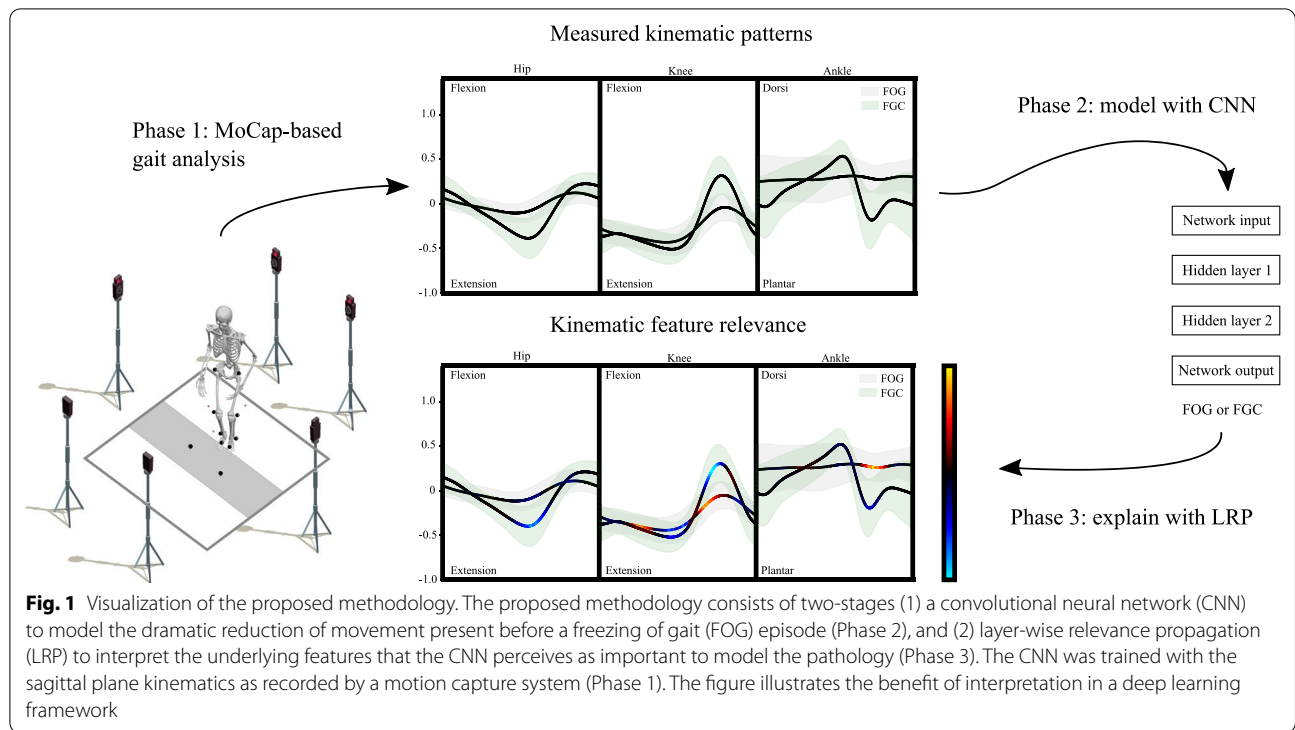 Measured kinematic patterns
Phase 1: MoCap-based
gait analysis
Hip
Knee
Ankle
Flexion
Flexion
Dorsi
FOG
FGC
1.0
0.5
0
-0.5
-1.0
Extension
Extension
Plantar
Phase 2: model with CNN
Network input
Hidden layer 1
Hidden layer 2
Network output
FOG or FGC
Phase 3: explain with LRP
Kinematic feature relevance
Hip
Knee
Ankle
Flexion
Flexion
Dorsi
FOG
FGC
1.0
0.5
0
-0.5
-1.0
Extension
Extension
Plantar
Fig. 1 Visualization of the proposed methodology. The proposed methodology consists of two-stages (1) a convolutional neural network (CNN)
to model the dramatic reduction of movement present before a freezing of gait (FOG) episode (Phase 2), and (2) layer-wise relevance propagation
(LRP) to interpret the underlying features that the CNN perceives as important to model the pathology (Phase 3). The CNN was trained with the
sagittal plane kinematics as recorded by a motion capture system (Phase 1). The figure illustrates the benefit of interpretation in a deep learning
framework